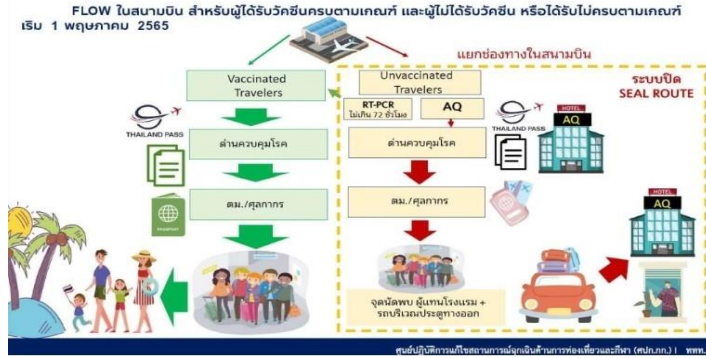 FLOW ในสนามบิน สำหรับผู้ได้รับวัคซีนครบตามเกณฑ์ และผู้ไม่ได้รับวัคซีน หรือได้รับไม่ครบตามเกณฑ์
เริ่ม 1 พฤษภาคม 2565
แยกช่องทางในสนามบิน
Vaccinated
Travelers
Unvaccinated
Travelers
ระบบปิด
SEAL ROUTE
RT-PCR
ไม่เกิน 72 ชั่วโมง
AQ
THAILAND PASS
THAILAND PASS
HOTEL
AQ
ด่านควบคุมโรค
ด่านควบคุมโรค
ตม./ศุลกากร
ตม./ศุลกากร
PASSPORT
HOTEL
AQ
จุดนัดพบ ผู้แทนโรงแรม +
รถบริเวณประตูทางออก
ศูนย์ปฏิบัติการแก้ไขสถานการณ์ฉุกเฉินด้านการท่องเที่ยวและกีฬา (ศปก.กก.) |